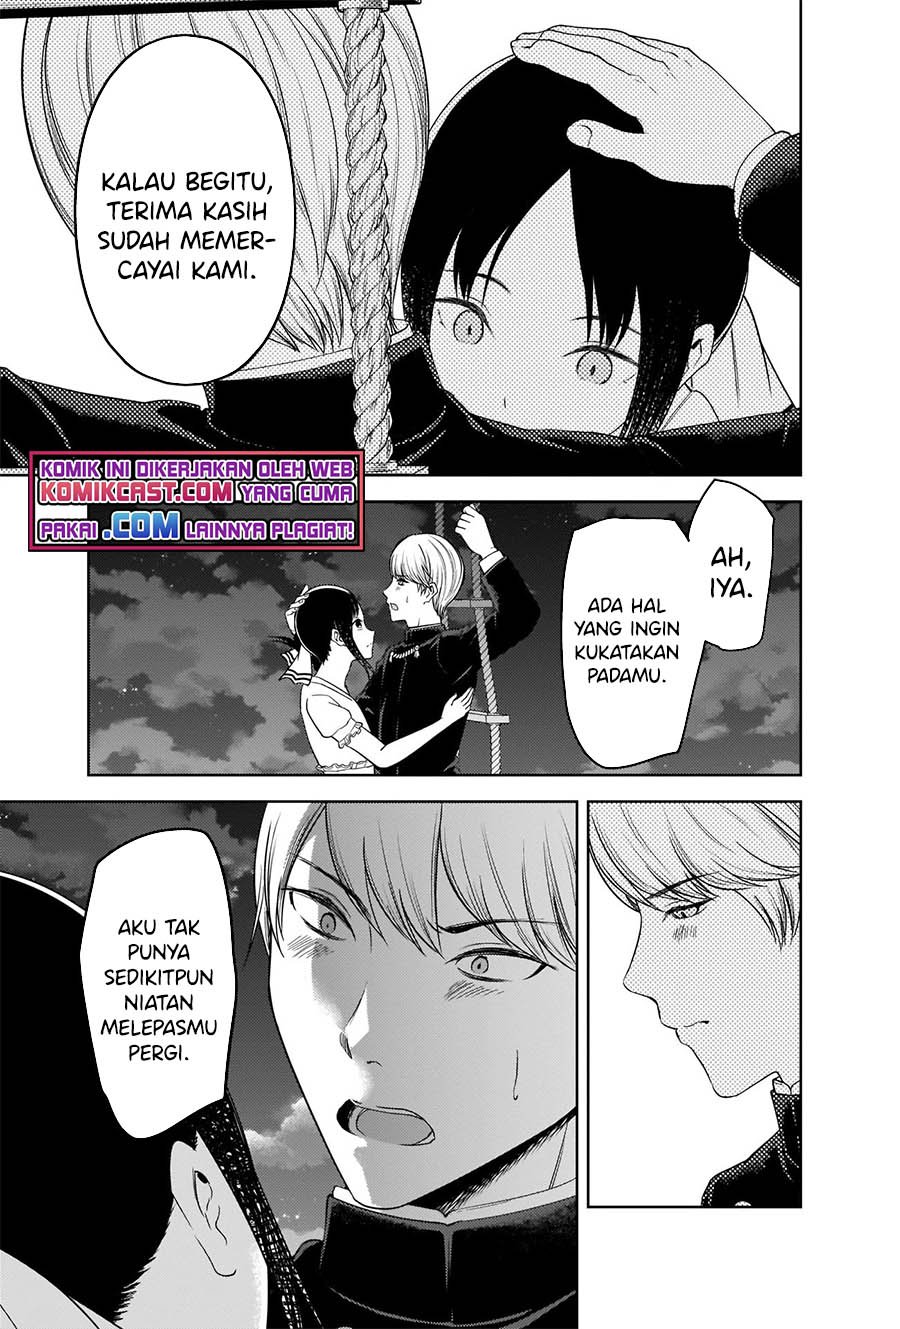 KALAU BEGITU,
TERIMA KASIH
SUDAH MEMER-
CAYAI KAMI.
KOMIK INI DIKERJAKAN OLEH WEB
KOMIKCAST.COM YANG CUMA
PAKAI .COM LAINNYA PLAGIAT!
AH,
IYA.
ADA HAL
YANG INGIN
KUKATAKAN
PADAMU.
AKU TAK
PUNYA
SEDIKITPUN
NIATAN
MELEPASMU
PERGI.